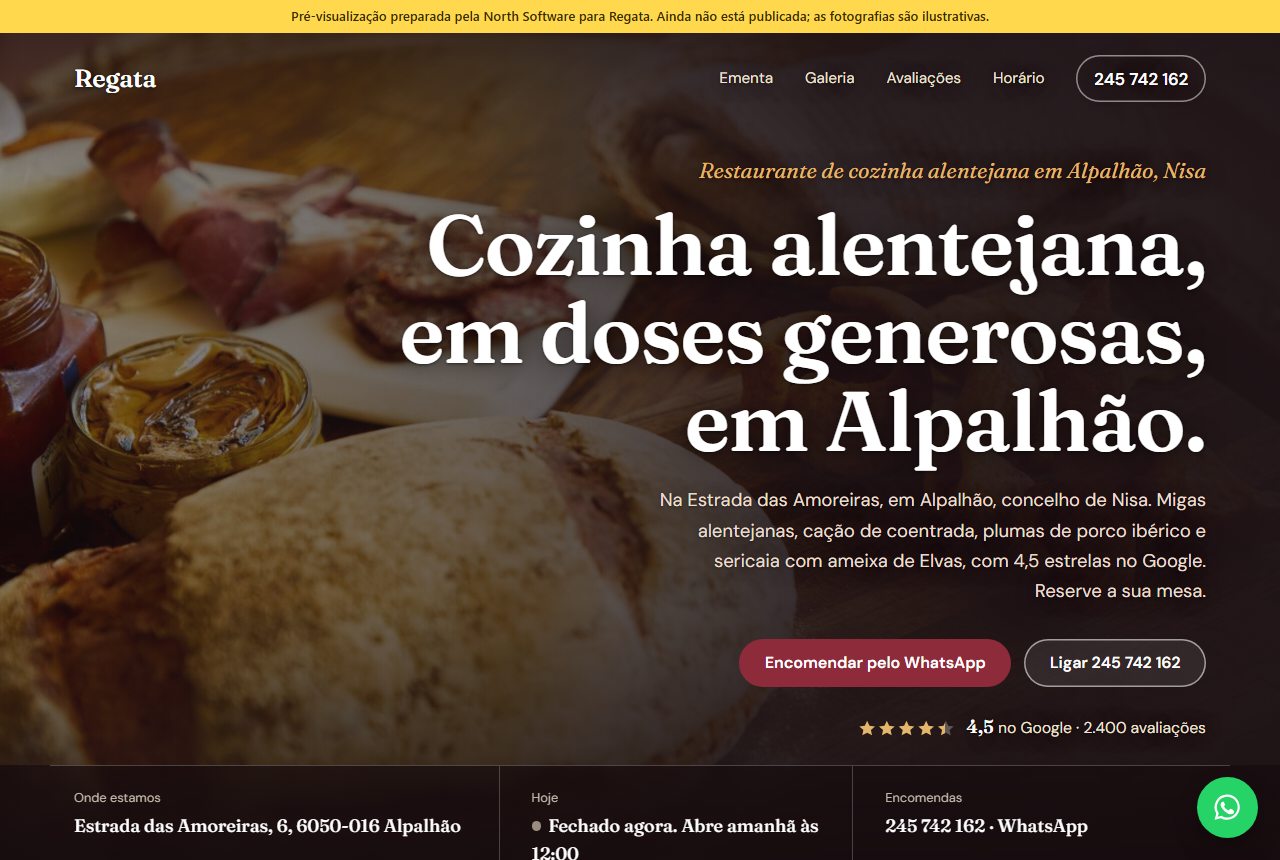 Pré-visualização preparada pela North Software para Regata. Ainda não está publicada; as fotografias são ilustrativas.
Regata
Ementa
Galeria
Avaliações
Horário
245 742 162
Restaurante de cozinha alentejana em Alpalhão, Nisa
Cozinha alentejana,
em doses generosas,
em Alpalhão.
Na Estrada das Amoreiras, em Alpalhão, concelho de Nisa. Migas
alentejanas, cação de coentrada, plumas de porco ibérico e
sericaia com ameixa de Elvas, com 4,5 estrelas no Google.
Reserve a sua mesa.
Encomendar pelo WhatsApp
Ligar 245 742 162
4,5 no Google · 2.400 avaliações
Onde estamos
Estrada das Amoreiras, 6, 6050-016 Alpalhão
Hoje
Fechado agora. Abre amanhã às
12:00
Encomendas
245 742 162 · WhatsApp